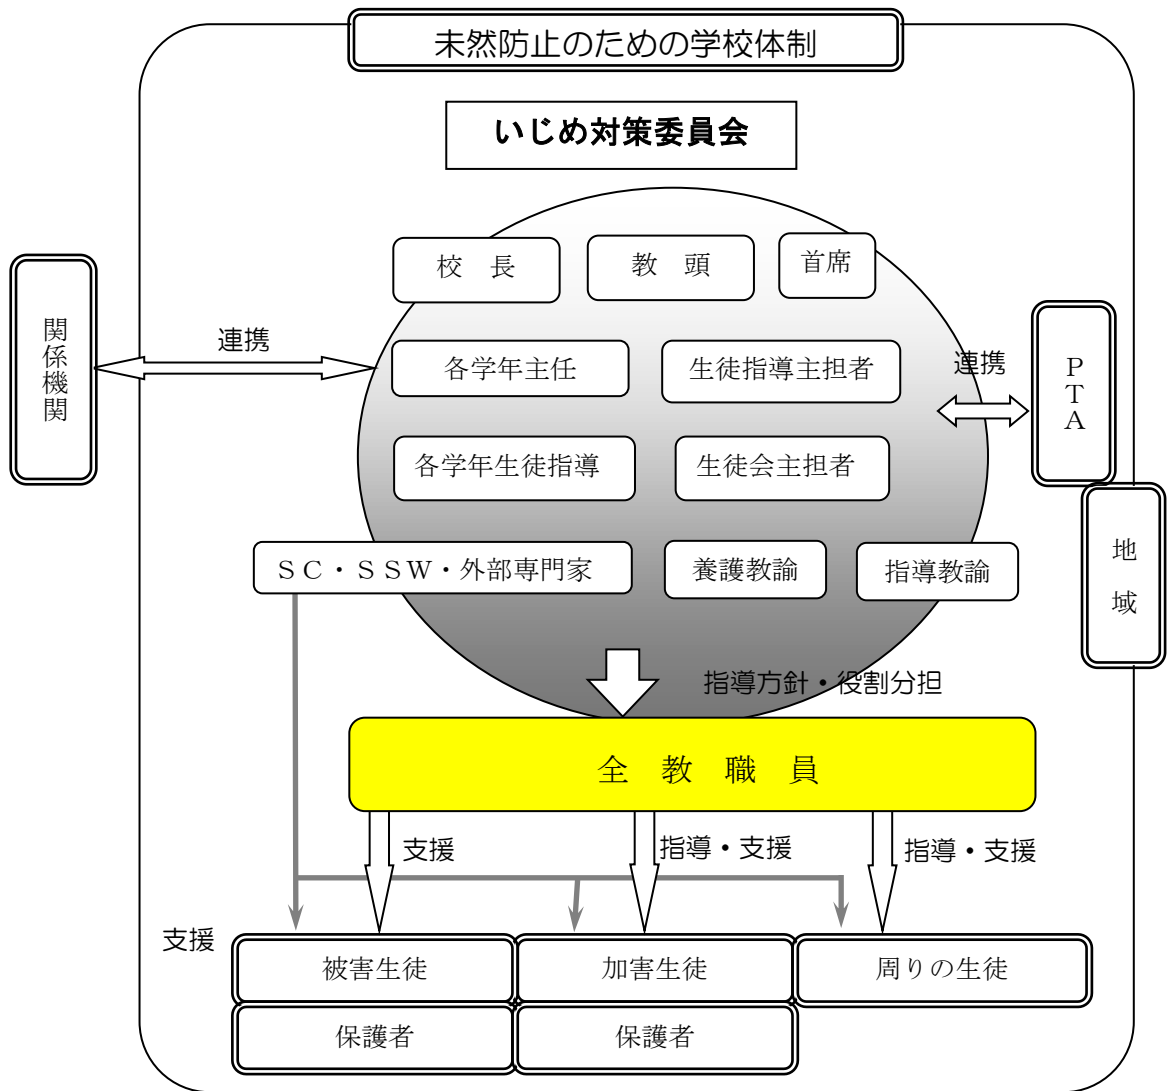 未然防止のための学校体制
いじめ対策委員会
校　長
教　頭
首席
関係機関
連携
各学年主任
生徒指導主担者
連携
ＰＴＡ
各学年生徒指導
生徒会主担者
地域
ＳＣ・ＳＳＷ・外部専門家
養護教諭
指導教諭
指導方針・役割分担
全　教　職　員
支援
指導・支援
指導・支援
支援
被害生徒
加害生徒
周りの生徒
保護者
保護者